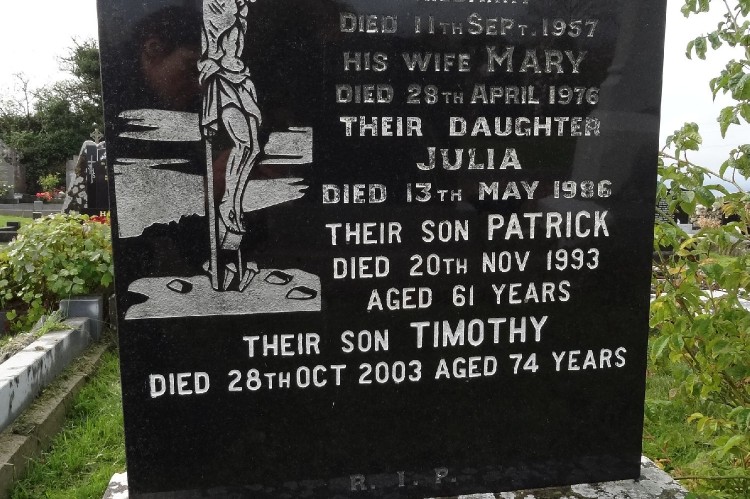 DIED 11TH SEPT. 1957
HIS WIFE MARY
DIED 28TH APRIL 1976
THEIR DAUGHTER
JULIA
DIED 13TH MAY 1986
THEIR SON PATRICK
DIED 20TH NOV 1993
AGED 61 YEARS
THEIR SON TIMOTHY
DIED 28TH OCT 2003 AGED 74 YEARS
R. I. P.